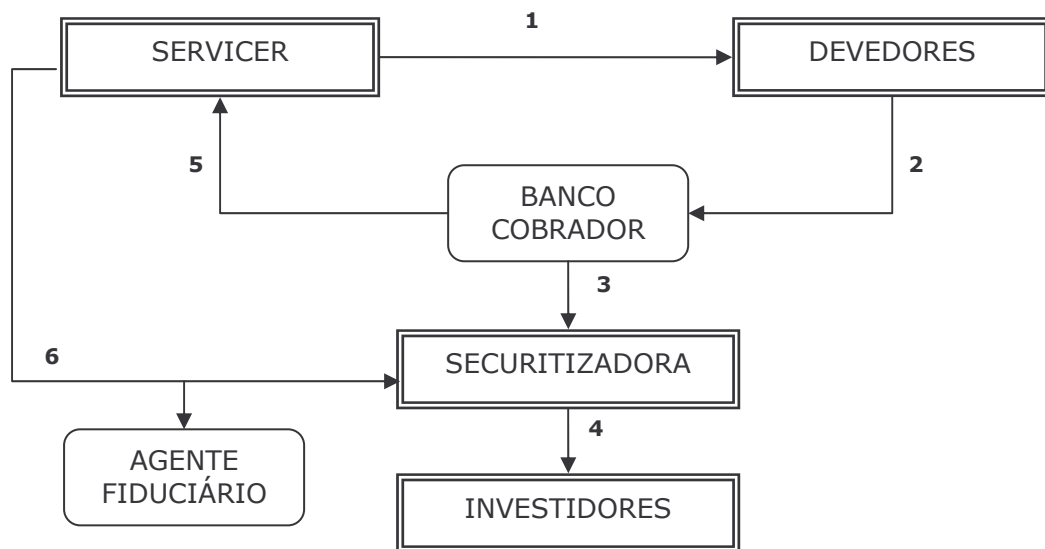 1
SERVICER
DEVEDORES
5
2
BANCO
COBRADOR
3
6
SECURITIZADORA
4
AGENTE
FIDUCIÁRIO
INVESTIDORES